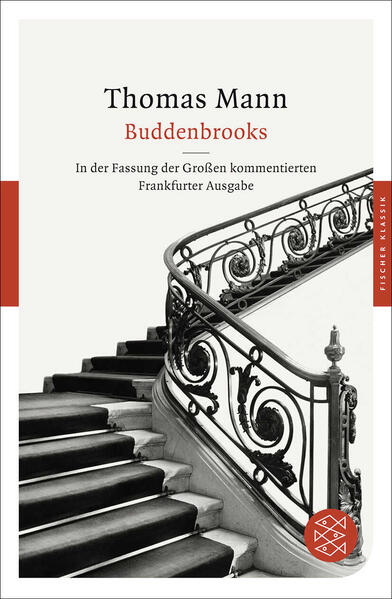 Thomas Mann
Buddenbrooks
In der Fassung der Großen kommentierten
Frankfurter Ausgabe
FISCHER KLASSIK